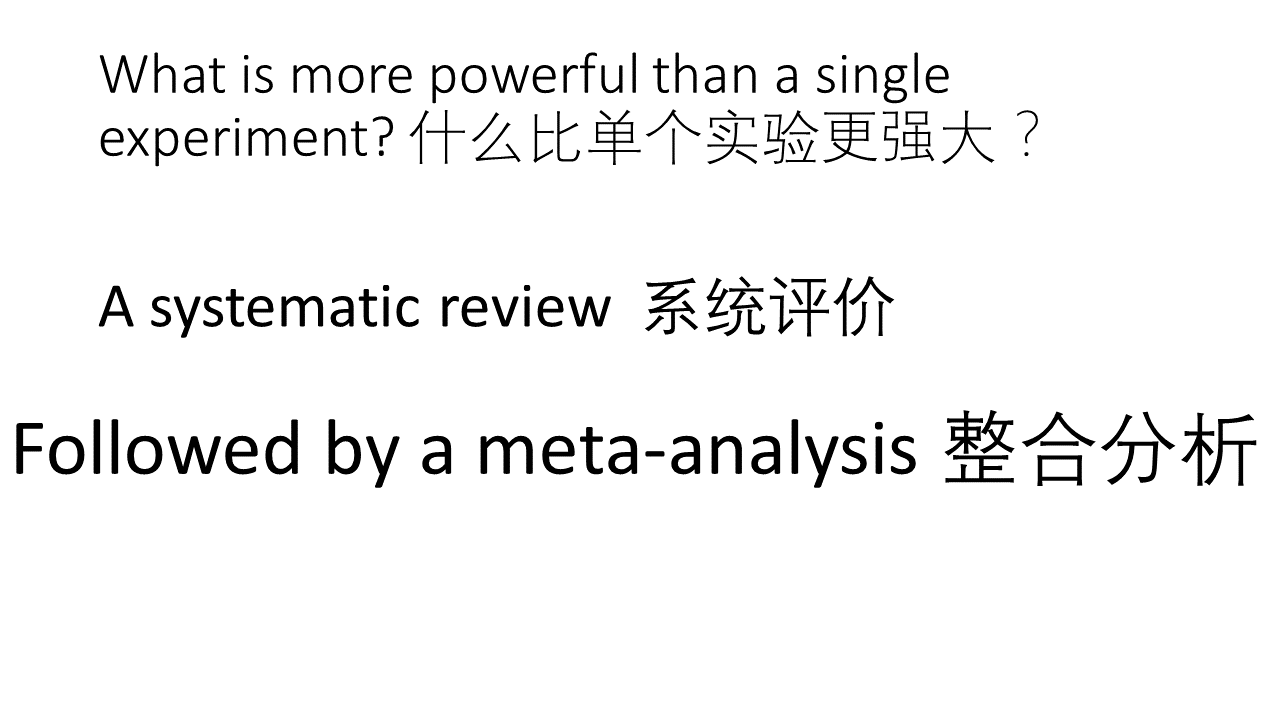 What is more powerful than a single
experiment? 什么比单个实验更强大？
A systematic review 系统评价
Followed by a meta-analysis 整合分析